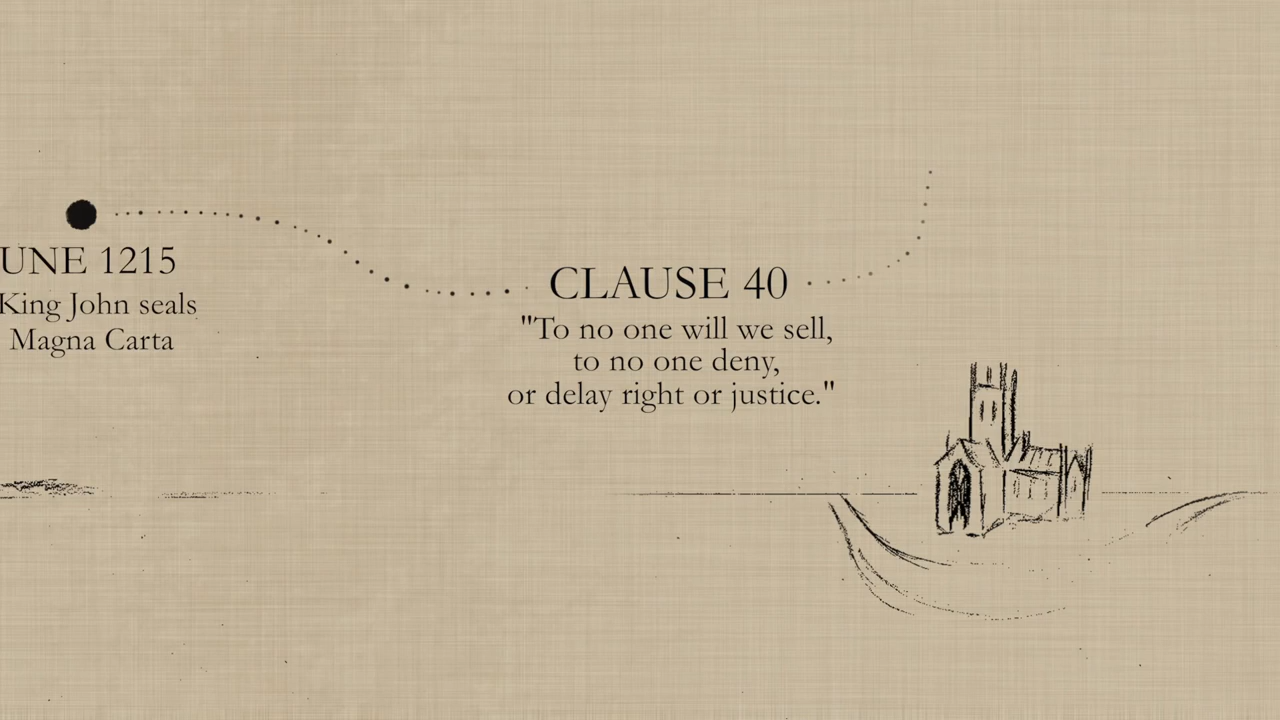 UNE 1215
King John seals
Magna Carta
CLAUSE 40
"To no one will we sell,
to no one deny,
or delay right or justice."